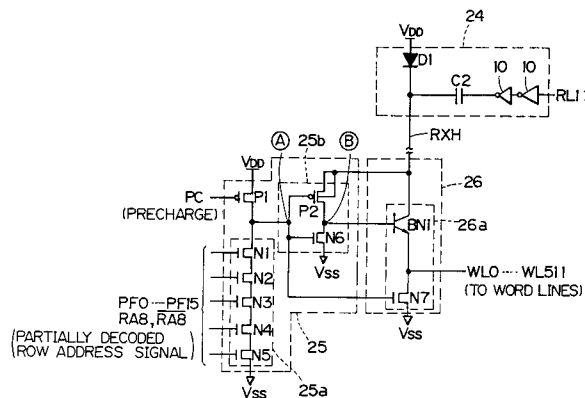 24
VDD
D1
10
10
C2
RL1
RXH
A
25b
B
VDD
26
PC
(PRECHARGE)
P1
P2
BN1
26a
N1
N6
VSS
WL0---WL511
(TO WORD LINES)
N2
PF0---PF15
RA8, RA8
(PARTIALLY DECODED
ROW ADDRESS SIGNAL)
N3
N7
N4
25
VSS
N5
25a
VSS